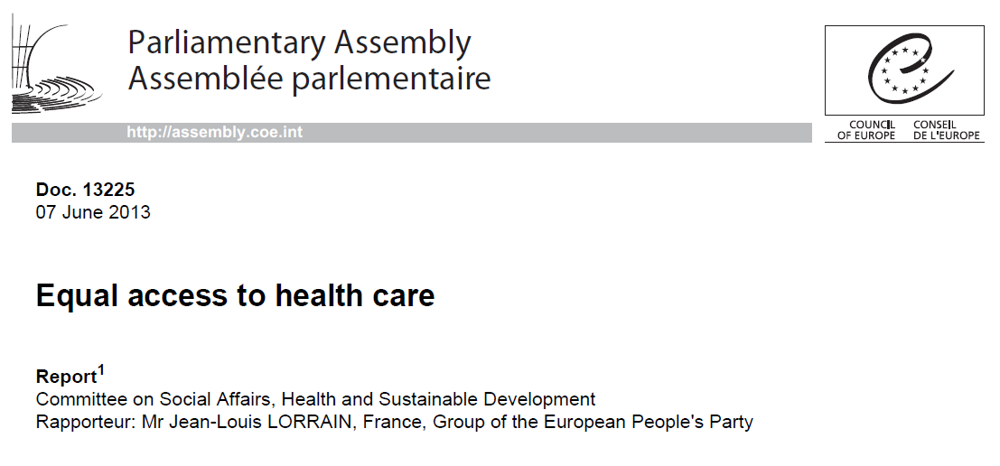 Parliamentary Assembly
Assemblée parlementaire
http://assembly.coe.int
COUNCIL CONSEIL
OF EUROPE DE L'EUROPE
Doc. 13225
07 June 2013
Equal access to health care
Report1
Committee on Social Affairs, Health and Sustainable Development
Rapporteur: Mr Jean-Louis LORRAIN, France, Group of the European People's Party